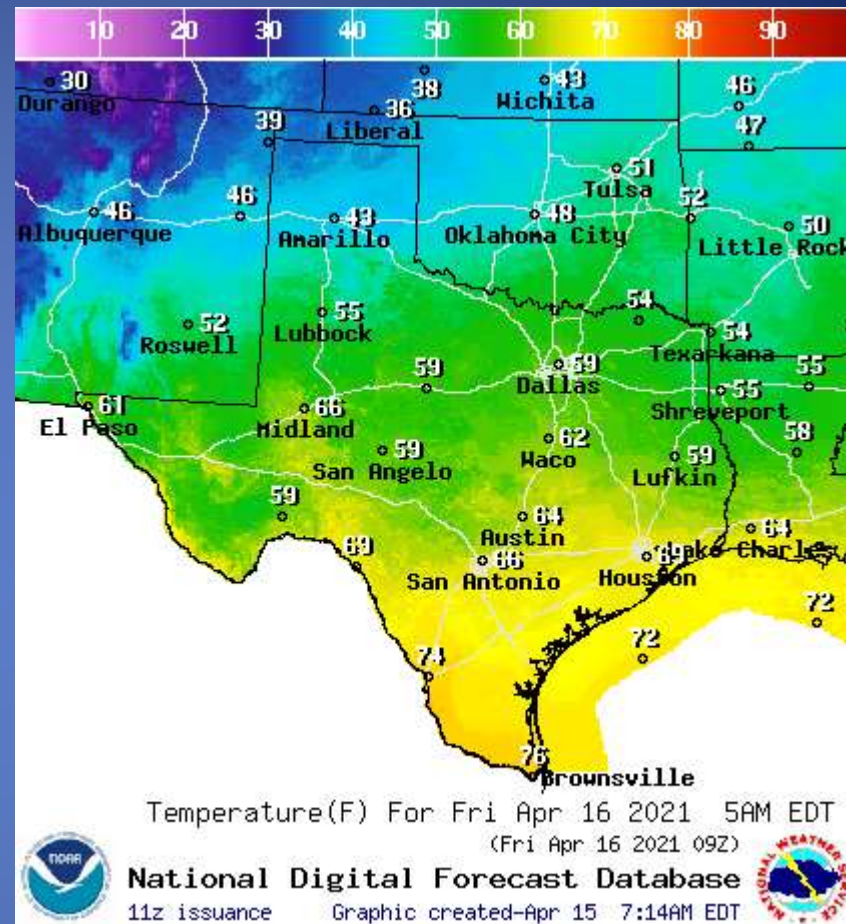 10 20 30 40 50 60 70 80 90
30 38 43 46
Durango Wichita
36
Liberal
39 47
51
Tulsa
46 46 43 48 52 50
Albuquerque Amarillo Oklahoma City Little Rock
52 55 54
Roswell Lubbock 54
Texarkana
59 59 55 55
Dallas Shreveport
61 66
El Paso Midland
59 62 59 58
San Angelo Waco Lufkin
59 64 64
Austin
69 66 69 Lake Charles
San Antonio Houston
72
74 72
76
Brownsville
Temperature(F) For Fri Apr 16 2021 5AM EDT
(Fri Apr 16 2021 09Z)
NOAA
NATIONAL WEATHER SERVICE
National Digital Forecast Database
11z issuance Graphic created-Apr 15 7:14AM EDT